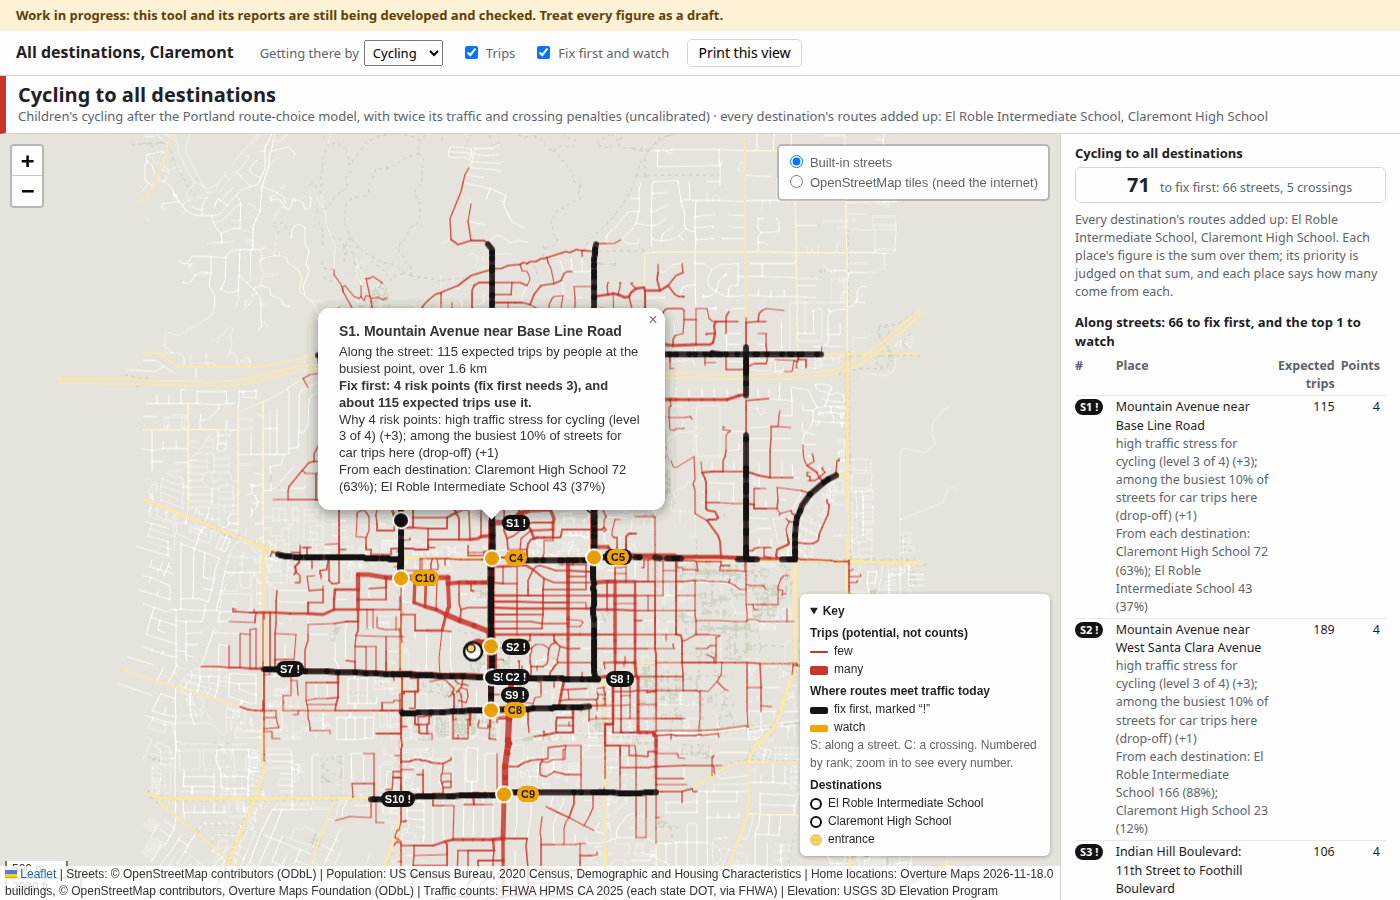 Work in progress: this tool and its reports are still being developed and checked. Treat every figure as a draft.
All destinations, Claremont
Getting there by
Cycling
Trips
Fix first and watch
Print this view
Cycling to all destinations
Children's cycling after the Portland route-choice model, with twice its traffic and crossing penalties (uncalibrated) · every destination's routes added up: El Roble Intermediate School, Claremont High School
+
−
Built-in streets
OpenStreetMap tiles (need the internet)
×
S1. Mountain Avenue near Base Line Road
Along the street: 115 expected trips by people at the
busiest point, over 1.6 km
Fix first: 4 risk points (fix first needs 3), and
about 115 expected trips use it.
Why 4 risk points: high traffic stress for cycling (level
3 of 4) (+3); among the busiest 10% of streets for
car trips here (drop-off) (+1)
From each destination: Claremont High School 72
(63%); El Roble Intermediate School 43 (37%)
S1 !
C4
C5
C10
S2 !
S7 !
C2 !
S8 !
S9 !
C8
S10 !
C9
▼ Key
Trips (potential, not counts)
few
many
Where routes meet traffic today
fix first, marked “!”
watch
S: along a street. C: a crossing. Numbered
by rank; zoom in to see every number.
Destinations
El Roble Intermediate School
Claremont High School
entrance
Leaflet | Streets: © OpenStreetMap contributors (ODbL) | Population: US Census Bureau, 2020 Census, Demographic and Housing Characteristics | Home locations: Overture Maps 2026-11-18.0
buildings, © OpenStreetMap contributors, Overture Maps Foundation (ODbL) | Traffic counts: FHWA HPMS CA 2025 (each state DOT, via FHWA) | Elevation: USGS 3D Elevation Program
Cycling to all destinations
71 to fix first: 66 streets, 5 crossings
Every destination's routes added up: El Roble
Intermediate School, Claremont High School. Each
place's figure is the sum over them; its priority is
judged on that sum, and each place says how many
come from each.
Along streets: 66 to fix first, and the top 1 to
watch
# Place Expected trips Points
S1 ! Mountain Avenue near 115 4
Base Line Road
high traffic stress for
cycling (level 3 of 4) (+3);
among the busiest 10% of
streets for car trips here
(drop-off) (+1)
From each destination:
Claremont High School 72
(63%); El Roble
Intermediate School 43
(37%)
S2 ! Mountain Avenue near 189 4
West Santa Clara Avenue
high traffic stress for
cycling (level 3 of 4) (+3);
among the busiest 10% of
streets for car trips here
(drop-off) (+1)
From each destination: El
Roble Intermediate
School 166 (88%);
Claremont High School 23
(12%)
S3 ! Indian Hill Boulevard: 106 4
11th Street to Foothill
Boulevard